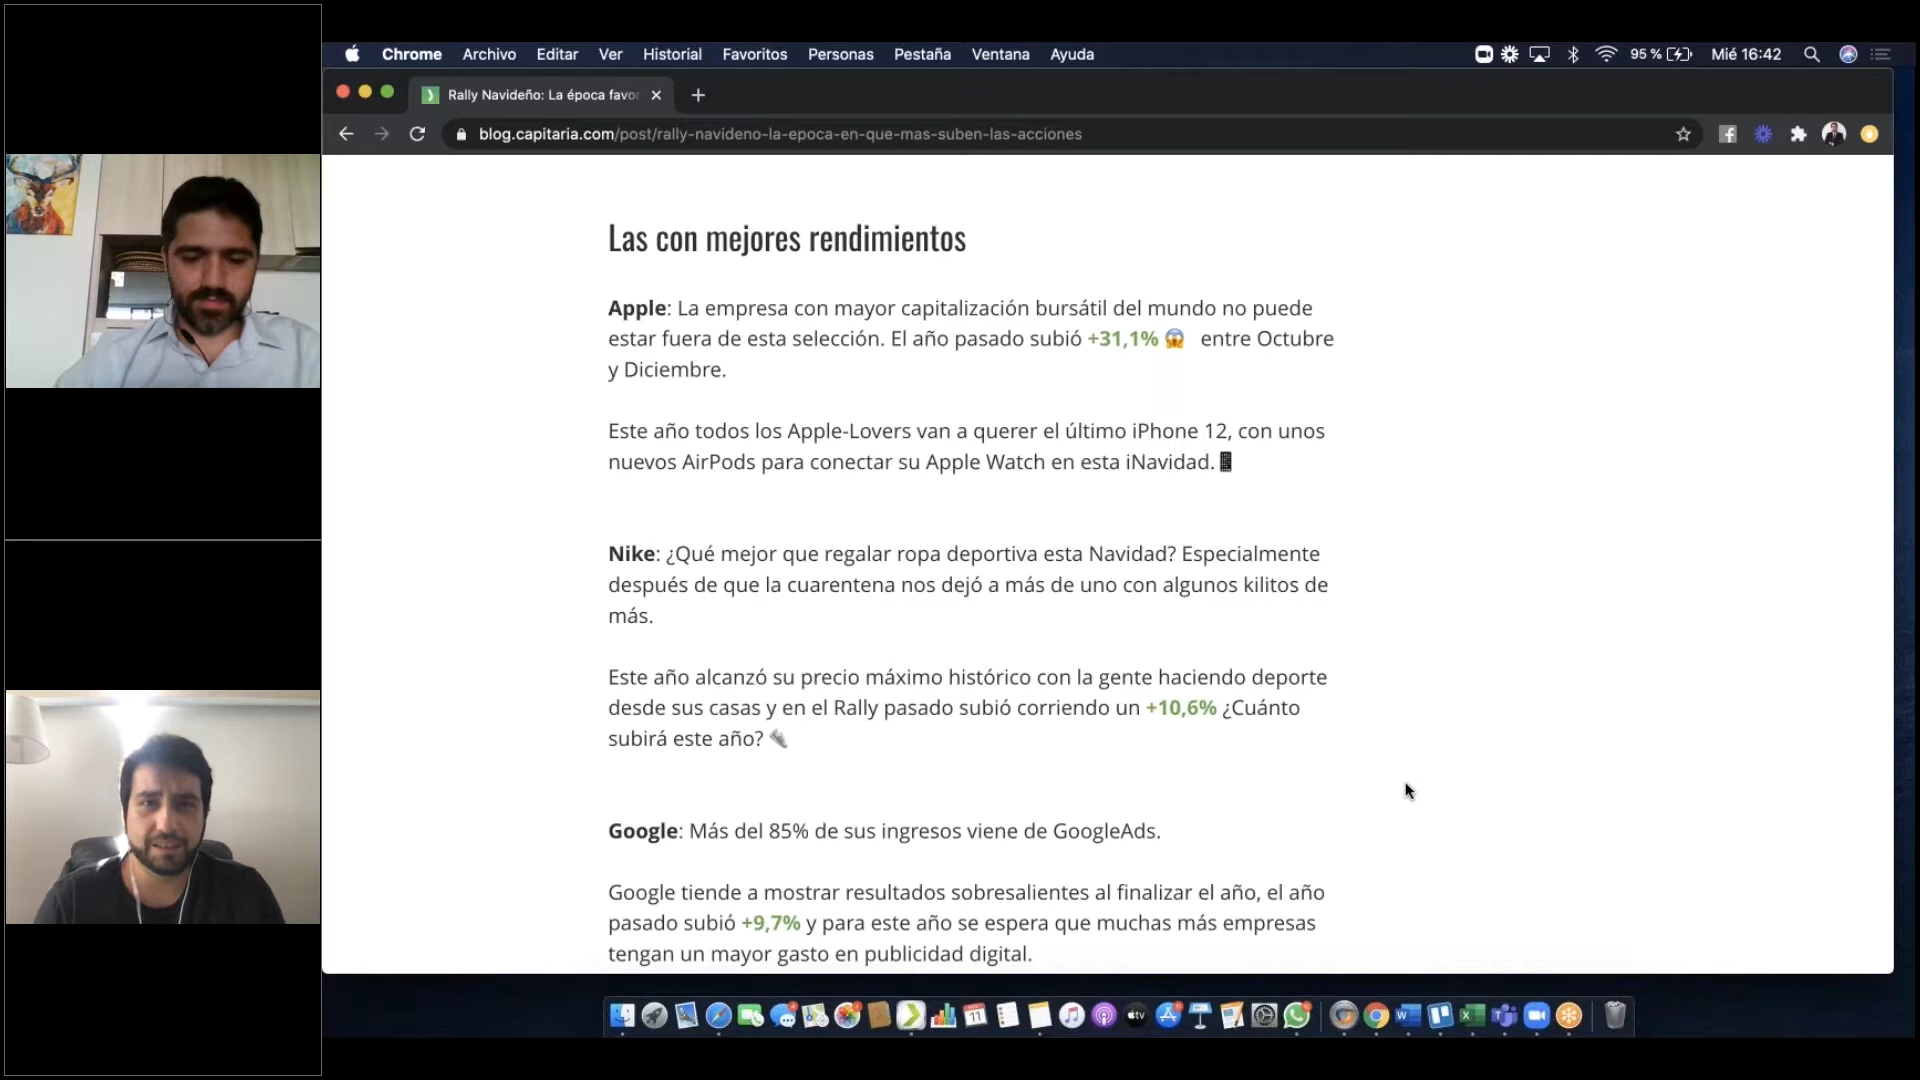 Chrome Archivo Editar Ver Historial Favoritos Personas Pestaña Ventana Ayuda 95 % Mié 16:42
Rally Navideño: La época favor
blog.capitaria.com/post/rally-navideno-la-epoca-en-que-mas-suben-las-acciones
Las con mejores rendimientos
Apple: La empresa con mayor capitalización bursátil del mundo no puede
estar fuera de esta selección. El año pasado subió +31,1% 😱 entre Octubre
y Diciembre.
Este año todos los Apple-Lovers van a querer el último iPhone 12, con unos
nuevos AirPods para conectar su Apple Watch en esta iNavidad.📱
Nike: ¿Qué mejor que regalar ropa deportiva esta Navidad? Especialmente
después de que la cuarentena nos dejó a más de uno con algunos kilitos de
más.
Este año alcanzó su precio máximo histórico con la gente haciendo deporte
desde sus casas y en el Rally pasado subió corriendo un +10,6% ¿Cuánto
subirá este año? 👟
Google: Más del 85% de sus ingresos viene de GoogleAds.
Google tiende a mostrar resultados sobresalientes al finalizar el año, el año
pasado subió +9,7% y para este año se espera que muchas más empresas
tengan un mayor gasto en publicidad digital.
11 tv